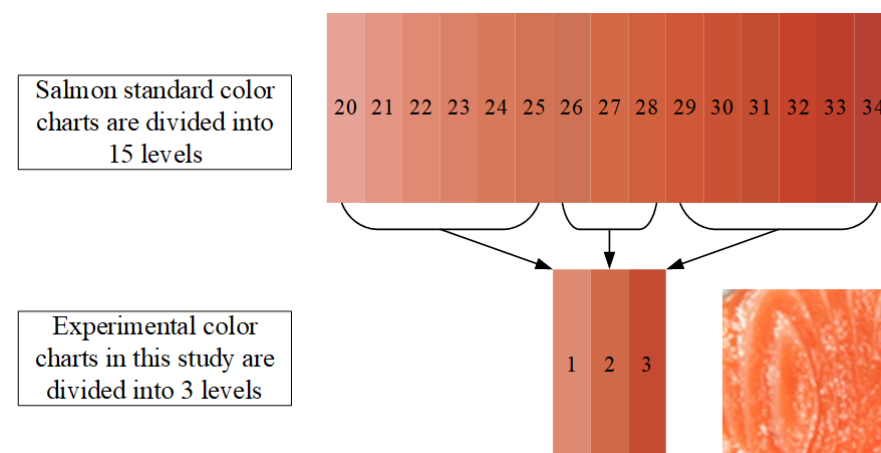 Salmon standard color
charts are divided into
15 levels
20 21 22 23 24 25 26 27 28 29 30 31 32 33 34
Experimental color
charts in this study are
divided into 3 levels
1 2 3